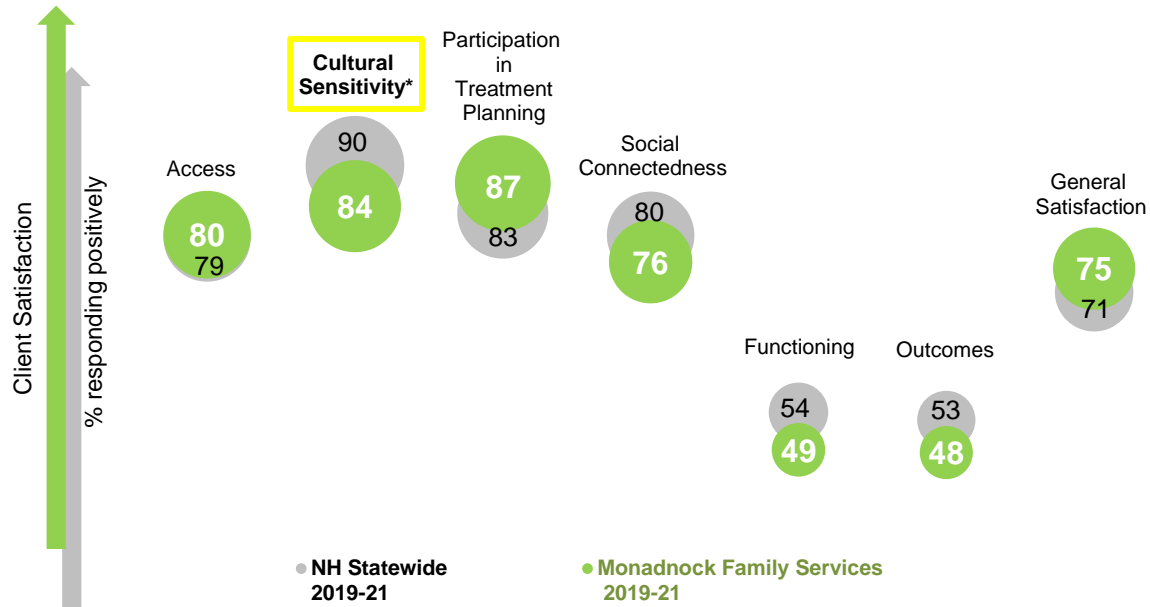 Client Satisfaction
% responding positively
Access
80
79
Cultural
Sensitivity*
90
84
Participation
in
Treatment
Planning
87
83
Social
Connectedness
80
76
Functioning
54
49
Outcomes
53
48
General
Satisfaction
75
71
NH Statewide
2019-21
Monadnock Family Services
2019-21